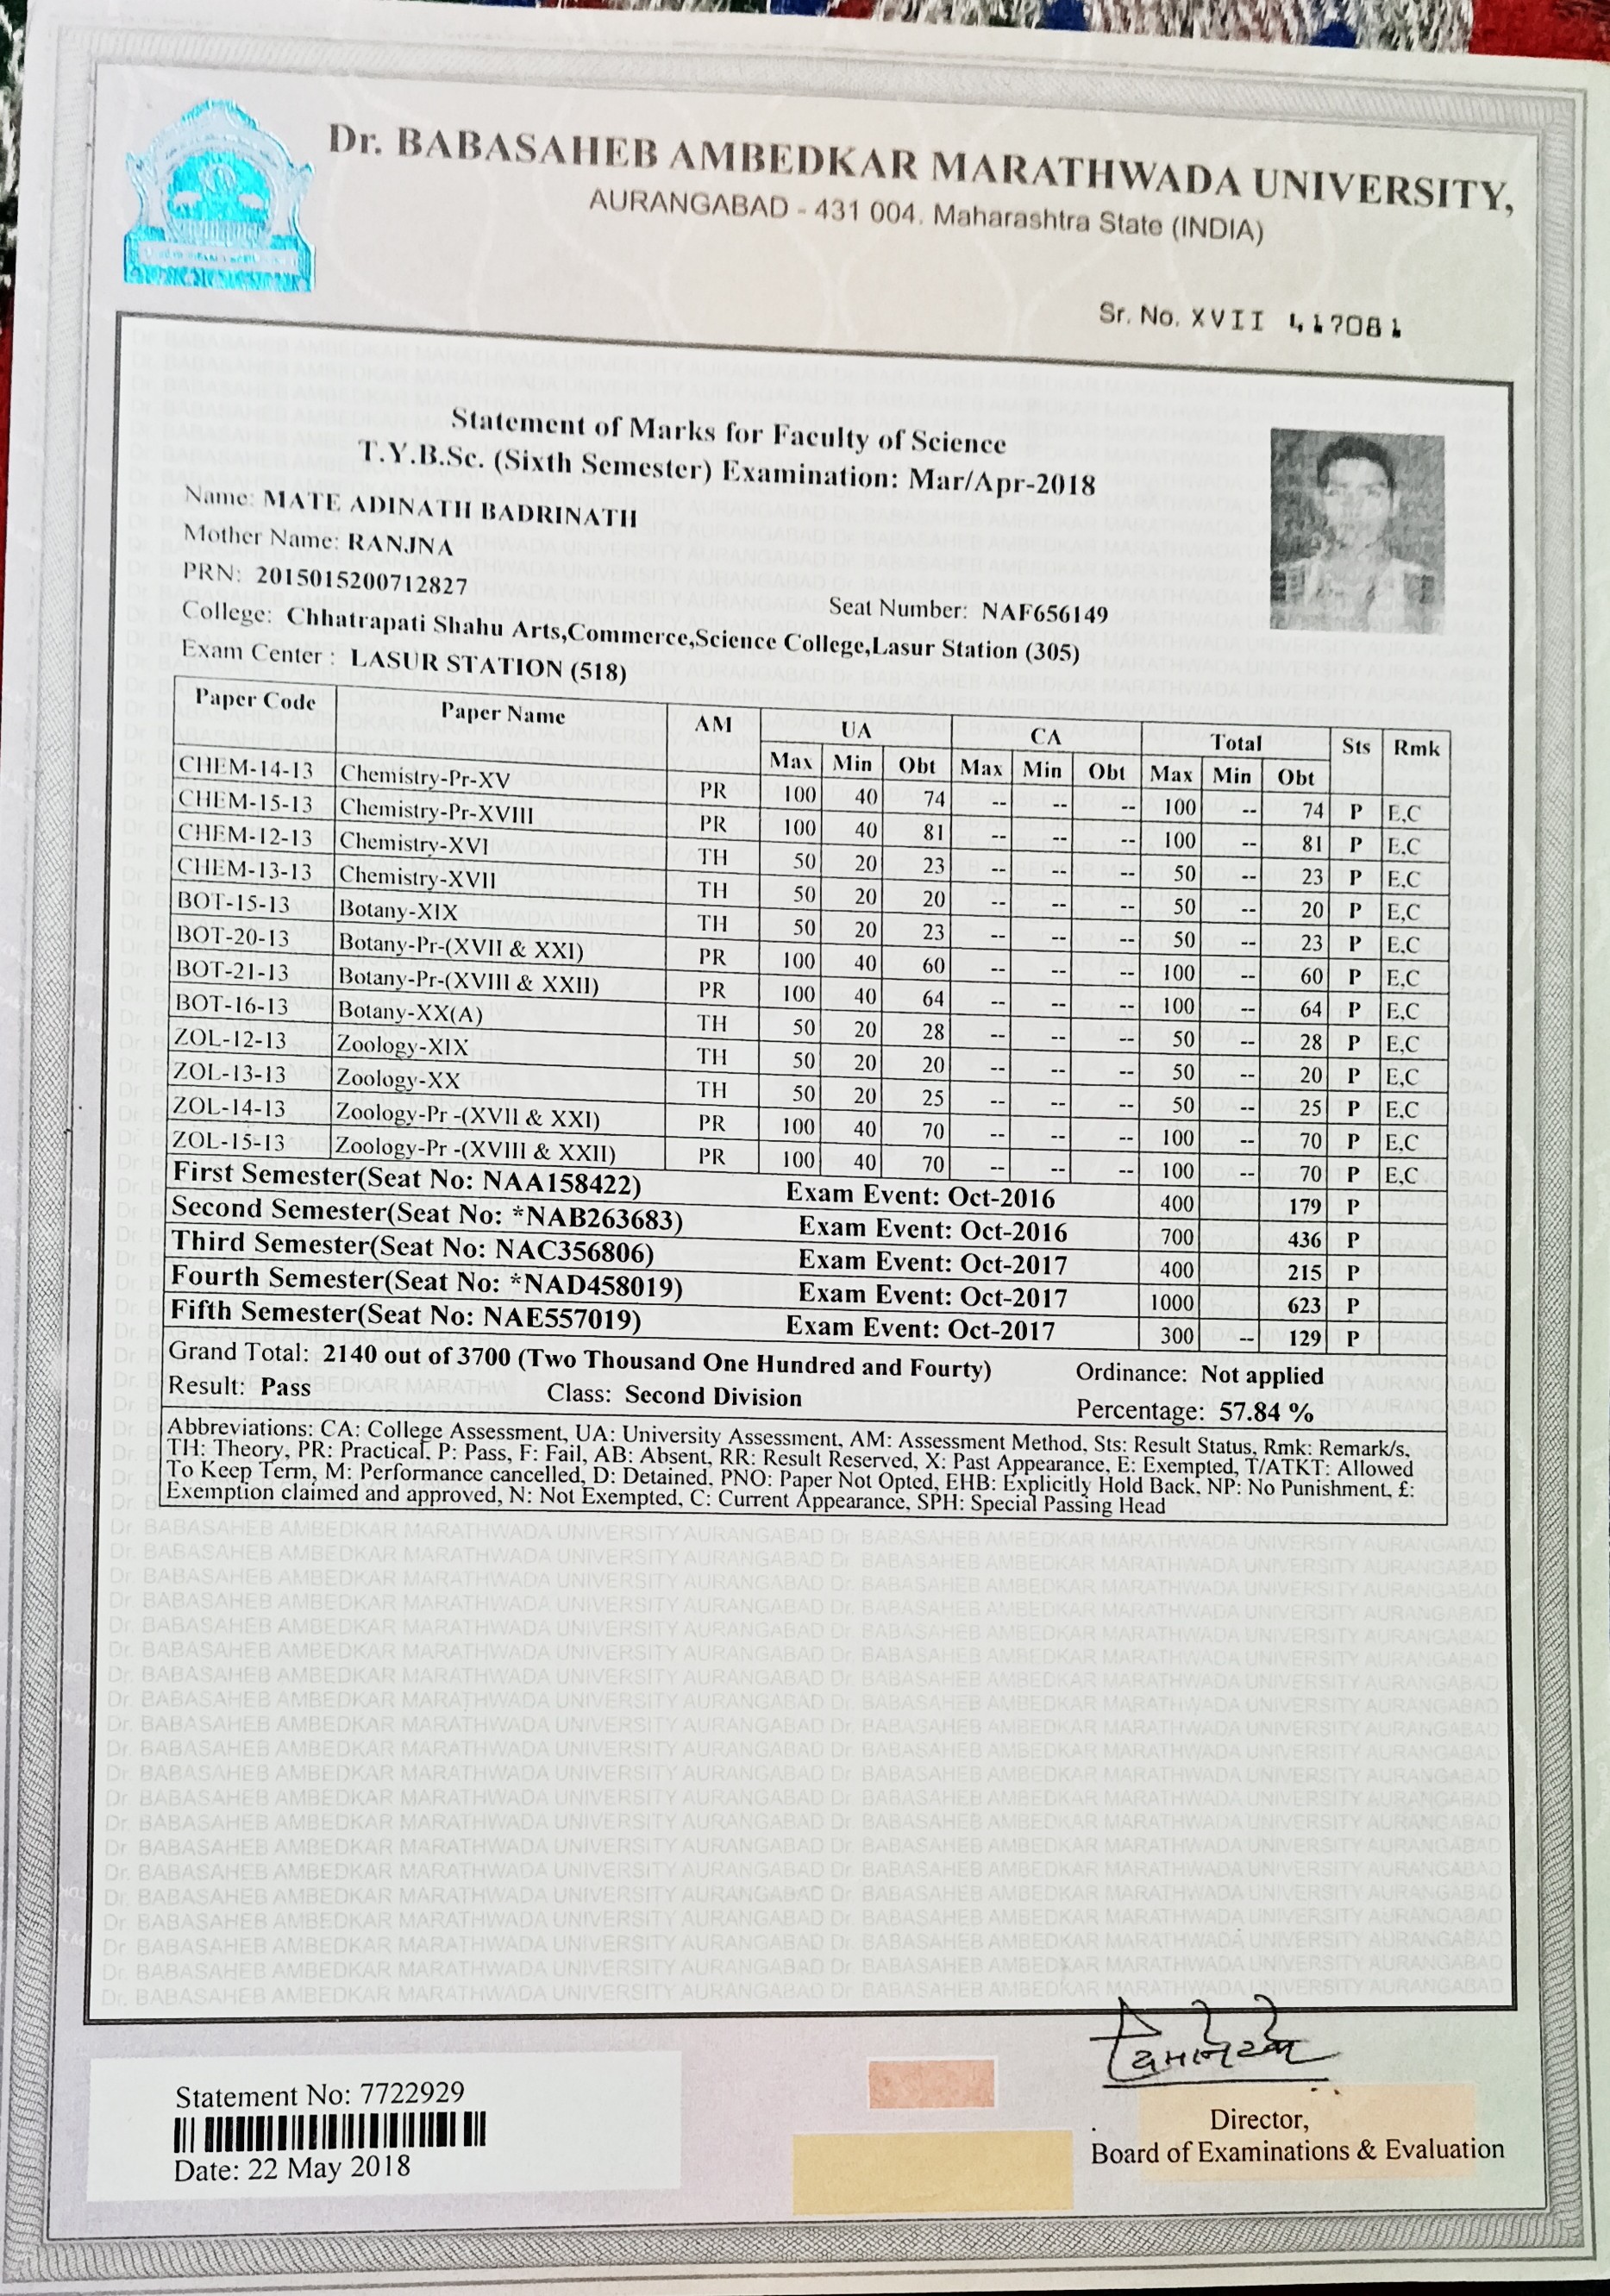 Dr. BABASAHEB AMBEDKAR MARATHWADA UNIVERSITY,
AURANGABAD - 431 004. Maharashtra State (INDIA)
Sr. No. XVII 417081
Statement of Marks for Faculty of Science
T.Y.B.Sc. (Sixth Semester) Examination: Mar/Apr-2018
Name: MATE ADINATH BADRINATH
Mother Name: RANJNA
PRN: 2015015200712827 Seat Number: NAF656149
College: Chhatrapati Shahu Arts,Commerce,Science College,Lasur Station (305)
Exam Center : LASUR STATION (518)
Paper Code Paper Name AM UA CA Total Sts Rmk
Max Min Obt Max Min Obt Max Min Obt
CHEM-14-13 Chemistry-Pr-XV PR 100 40 74 -- -- -- 100 -- 74 P E,C
CHEM-15-13 Chemistry-Pr-XVIII PR 100 40 81 -- -- -- 100 -- 81 P E,C
CHEM-12-13 Chemistry-XVI TH 50 20 23 -- -- -- 50 -- 23 P E,C
CHEM-13-13 Chemistry-XVII TH 50 20 20 -- -- -- 50 -- 20 P E,C
BOT-15-13 Botany-XIX TH 50 20 23 -- -- -- 50 -- 23 P E,C
BOT-20-13 Botany-Pr-(XVII & XXI) PR 100 40 60 -- -- -- 100 -- 60 P E,C
BOT-21-13 Botany-Pr-(XVIII & XXII) PR 100 40 64 -- -- -- 100 -- 64 P E,C
BOT-16-13 Botany-XX(A) TH 50 20 28 -- -- -- 50 -- 28 P E,C
ZOL-12-13 Zoology-XIX TH 50 20 20 -- -- -- 50 -- 20 P E,C
ZOL-13-13 Zoology-XX TH 50 20 25 -- -- -- 50 -- 25 P E,C
ZOL-14-13 Zoology-Pr -(XVII & XXI) PR 100 40 70 -- -- -- 100 -- 70 P E,C
ZOL-15-13 Zoology-Pr -(XVIII & XXII) PR 100 40 70 -- -- -- 100 -- 70 P E,C
First Semester(Seat No: NAA158422) Exam Event: Oct-2016 400 179 P
Second Semester(Seat No: *NAB263683) Exam Event: Oct-2016 700 436 P
Third Semester(Seat No: NAC356806) Exam Event: Oct-2017 400 215 P
Fourth Semester(Seat No: *NAD458019) Exam Event: Oct-2017 1000 623 P
Fifth Semester(Seat No: NAE557019) Exam Event: Oct-2017 300 -- 129 P
Grand Total: 2140 out of 3700 (Two Thousand One Hundred and Fourty) Ordinance: Not applied
Result: Pass Class: Second Division Percentage: 57.84 %
Abbreviations: CA: College Assessment, UA: University Assessment, AM: Assessment Method, Sts: Result Status, Rmk: Remark/s,
TH: Theory, PR: Practical, P: Pass, F: Fail, AB: Absent, RR: Result Reserved, X: Past Appearance, E: Exempted, T/ATKT: Allowed
To Keep Term, M: Performance cancelled, D: Detained, PNO: Paper Not Opted, EHB: Explicitly Hold Back, NP: No Punishment, £:
Exemption claimed and approved, N: Not Exempted, C: Current Appearance, SPH: Special Passing Head
Statement No: 7722929
Date: 22 May 2018
Director,
Board of Examinations & Evaluation